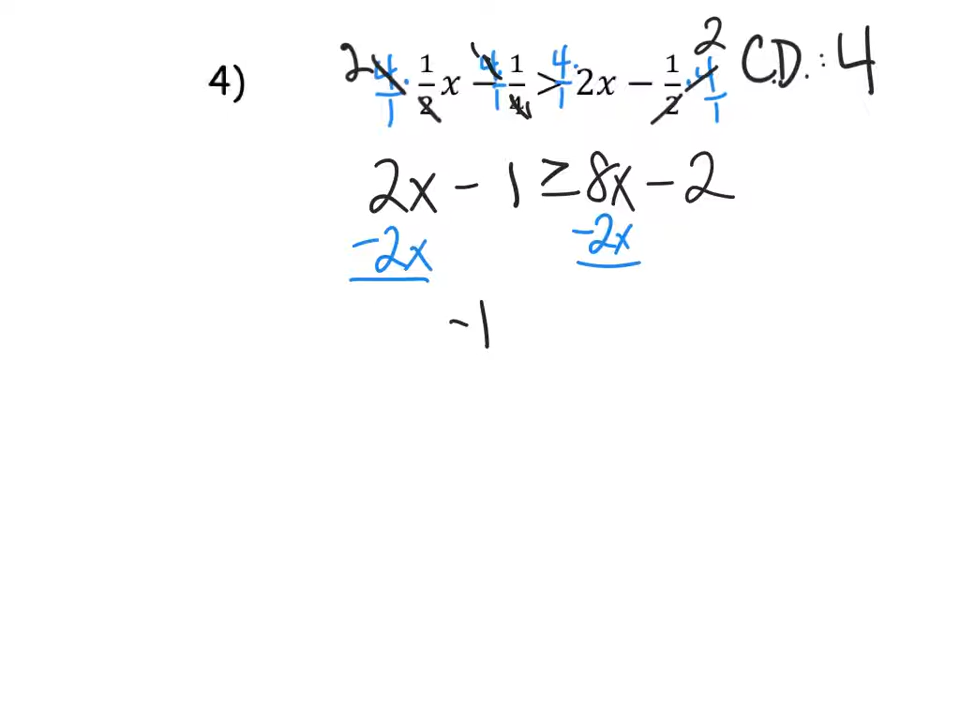 4) 2 4/1 · 1/2 x − 1 4/1 · 1/4 > 4/1 · 2x − 1/2 · 4/1 2 C.D.: 4
2x − 1 ≥ 8x − 2
−2x −2x
−1